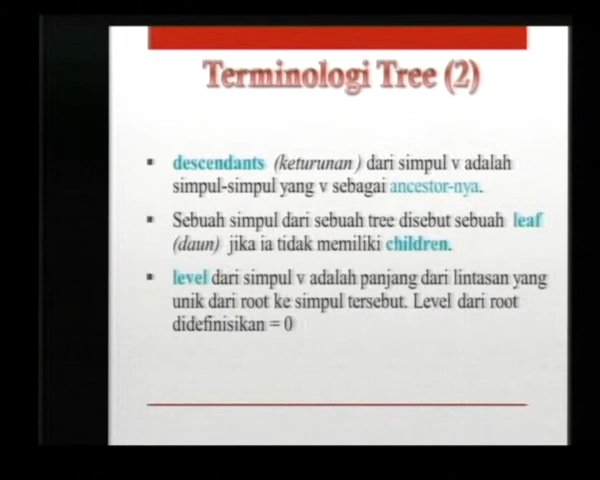 Terminologi Tree (2)
▪ descendants (keturunan) dari simpul v adalah
simpul-simpul yang v sebagai ancestor-nya.
▪ Sebuah simpul dari sebuah tree disebut sebuah leaf
(daun) jika ia tidak memiliki children.
▪ level dari simpul v adalah panjang dari lintasan yang
unik dari root ke simpul tersebut. Level dari root
didefinisikan = 0